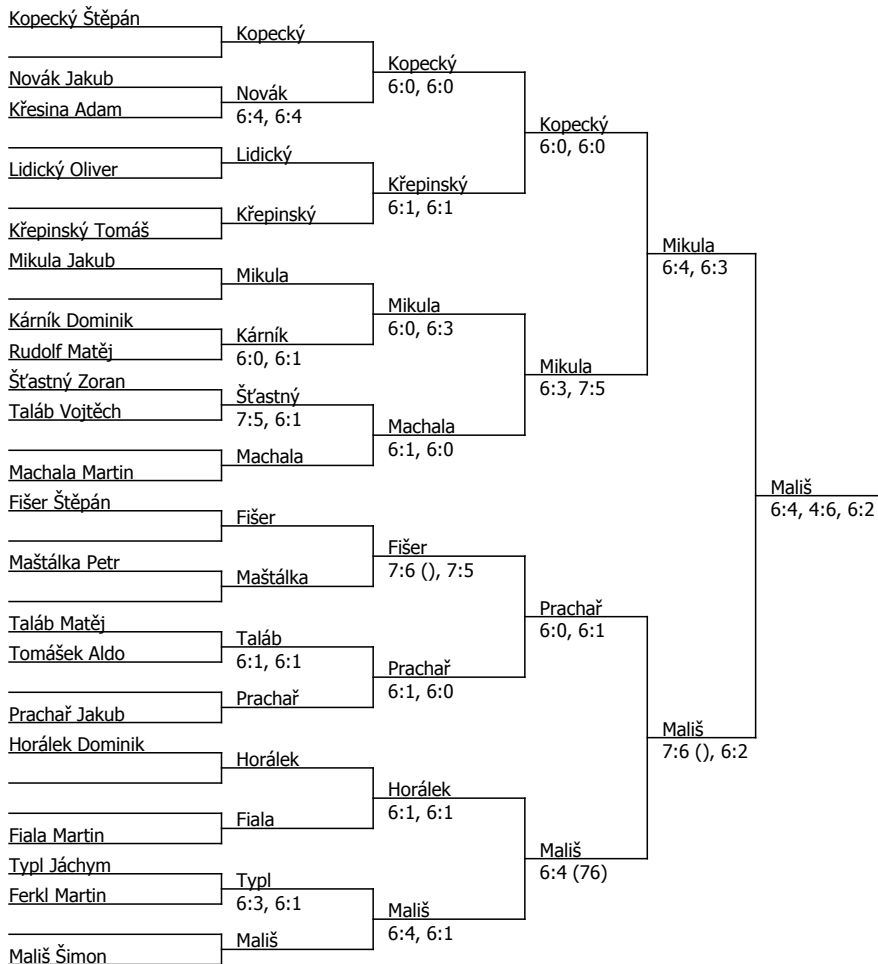 Kopecký Štěpán
Kopecký
Kopecký
6:0, 6:0
Novák Jakub
Novák
6:4, 6:4
Křesina Adam
Kopecký
6:0, 6:0
Lidický
Lidický Oliver
Křepinský
6:1, 6:1
Křepinský
Křepinský Tomáš
Mikula
6:4, 6:3
Mikula Jakub
Mikula
Mikula
6:0, 6:3
Kárník Dominik
Kárník
6:0, 6:1
Rudolf Matěj
Mikula
6:3, 7:5
Šťastný Zoran
Šťastný
7:5, 6:1
Taláb Vojtěch
Machala
6:1, 6:0
Machala
Machala Martin
Mališ
6:4, 4:6, 6:2
Fišer Štěpán
Fišer
Fišer
7:6 (), 7:5
Maštálka Petr
Maštálka
Prachař
6:0, 6:1
Taláb Matěj
Taláb
6:1, 6:1
Tomášek Aldo
Prachař
6:1, 6:0
Prachař
Prachař Jakub
Mališ
7:6 (), 6:2
Horálek Dominik
Horálek
Horálek
6:1, 6:1
Fiala
Fiala Martin
Mališ
6:4 (76)
Typl Jáchym
Typl
6:3, 6:1
Ferkl Martin
Mališ
6:4, 6:1
Mališ
Mališ Šimon